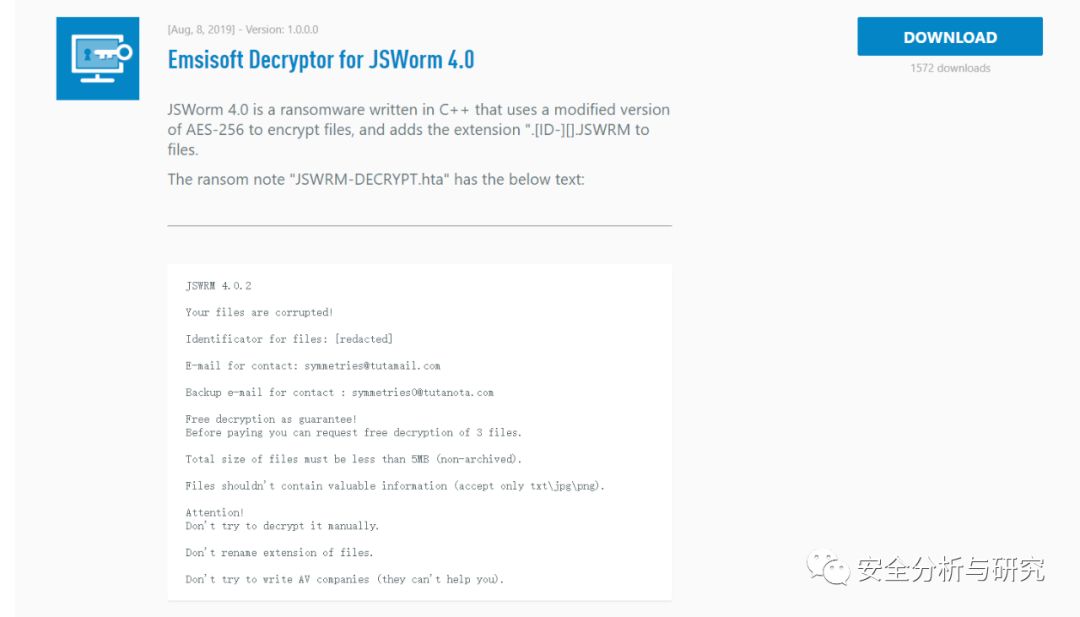 [Aug, 8, 2019] - Version: 1.0.0.0
Emsisoft Decryptor for JSWorm 4.0
DOWNLOAD
1572 downloads
JSWorm 4.0 is a ransomware written in C++ that uses a modified version
of AES-256 to encrypt files, and adds the extension ".[ID-][].JSWRM to
files.
The ransom note "JSWRM-DECRYPT.hta" has the below text:
JSWRM 4.0.2
Your files are corrupted!
Identificator for files: [redacted]
E-mail for contact: symmetries@tutamail.com
Backup e-mail for contact : symmetries0@tutanota.com
Free decryption as guarantee!
Before paying you can request free decryption of 3 files.
Total size of files must be less than 5MB (non-archived).
Files shouldn't contain valuable information (accept only txt\jpg\png).
Attention!
Don't try to decrypt it manually.
Don't rename extension of files.
Don't try to write AV companies (they can't help you).
安全分析与研究